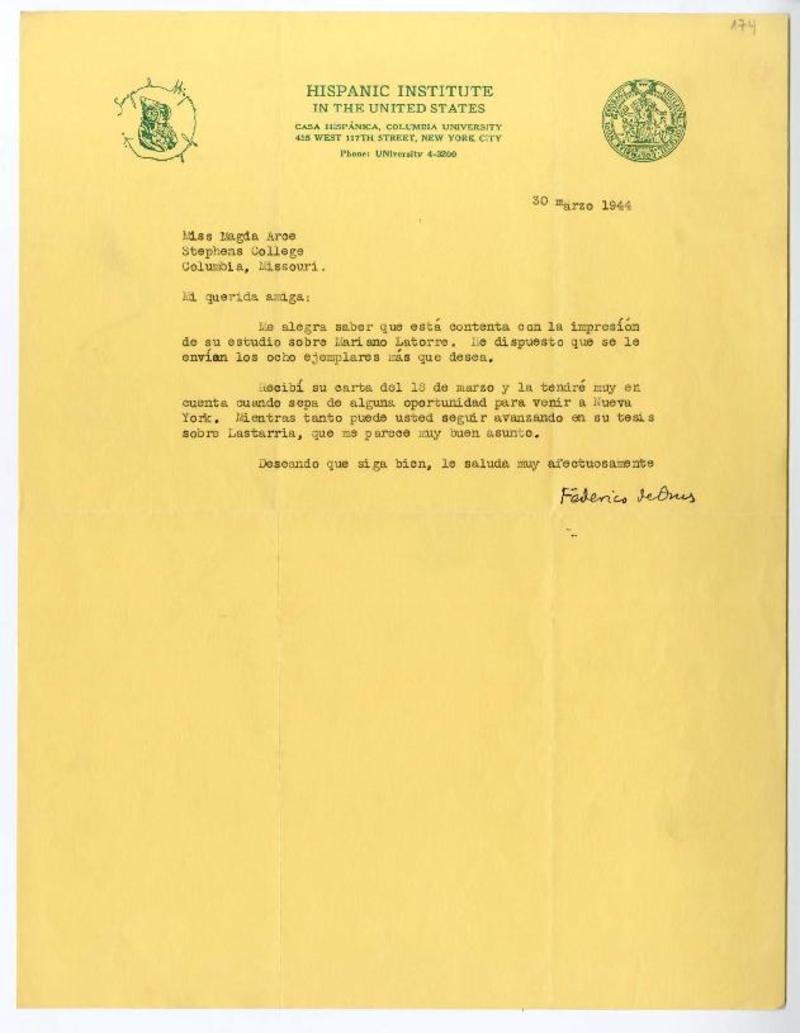 174
HISPANIC INSTITUTE
IN THE UNITED STATES
CASA HISPÁNICA, COLUMBIA UNIVERSITY
435 WEST 117TH STREET, NEW YORK CITY
Phone: UNiversity 4-3200
30 marzo 1944
Miss Magda Arce
Stephens College
Columbia, Missouri.
Mi querida amiga:
Me alegra saber que está contenta con la impresión
de su estudio sobre Mariano Latorre. He dispuesto que se le
envían los ocho ejemplares más que desea.
Recibí su carta del 18 de marzo y la tendré muy en
cuenta cuando sepa de alguna oportunidad para venir a Nueva
York. Mientras tanto puede usted seguir avanzando en su tesis
sobre Lastarria, que me parece muy buen asunto.
Deseando que siga bien, le saluda muy afectuosamente
Federico de Onís